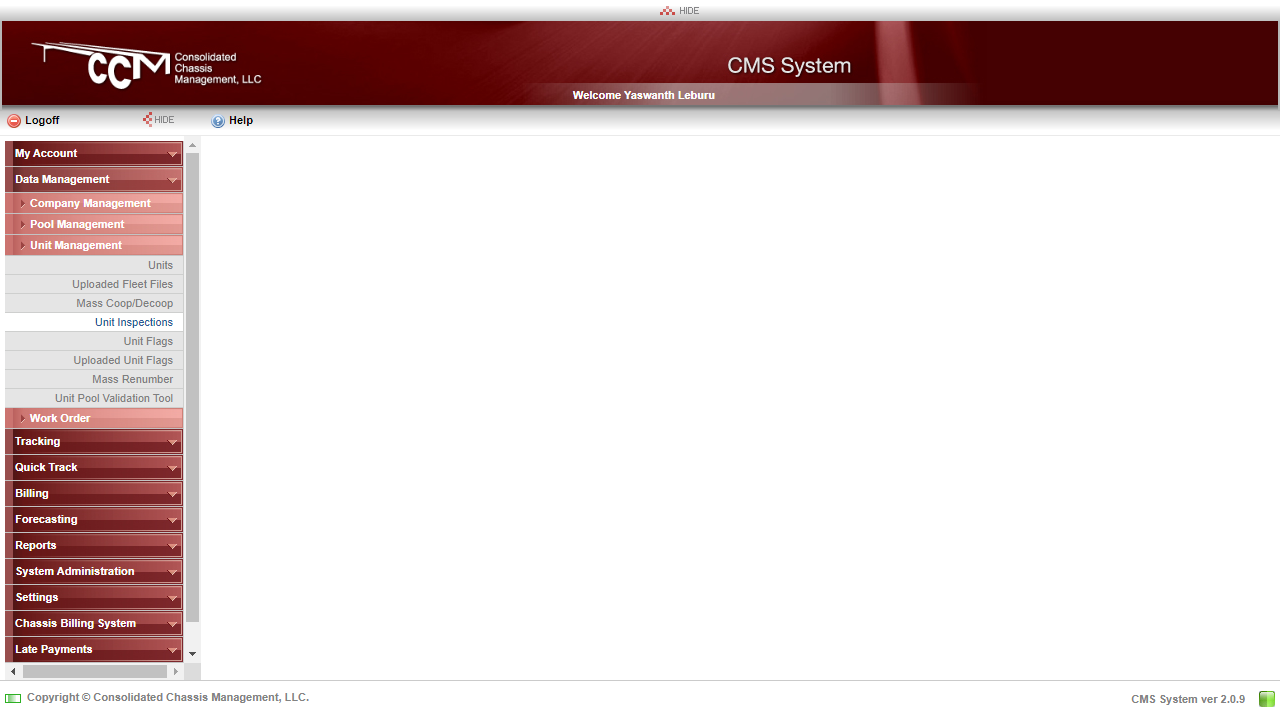 HIDE
CCM
Consolidated
Chassis
Management, LLC
CMS System
Welcome Yaswanth Leburu
Logoff
HIDE
Help
My Account
Data Management
Company Management
Pool Management
Unit Management
Units
Uploaded Fleet Files
Mass Coop/Decoop
Unit Inspections
Unit Flags
Uploaded Unit Flags
Mass Renumber
Unit Pool Validation Tool
Work Order
Tracking
Quick Track
Billing
Forecasting
Reports
System Administration
Settings
Chassis Billing System
Late Payments
Copyright © Consolidated Chassis Management, LLC.
CMS System ver 2.0.9